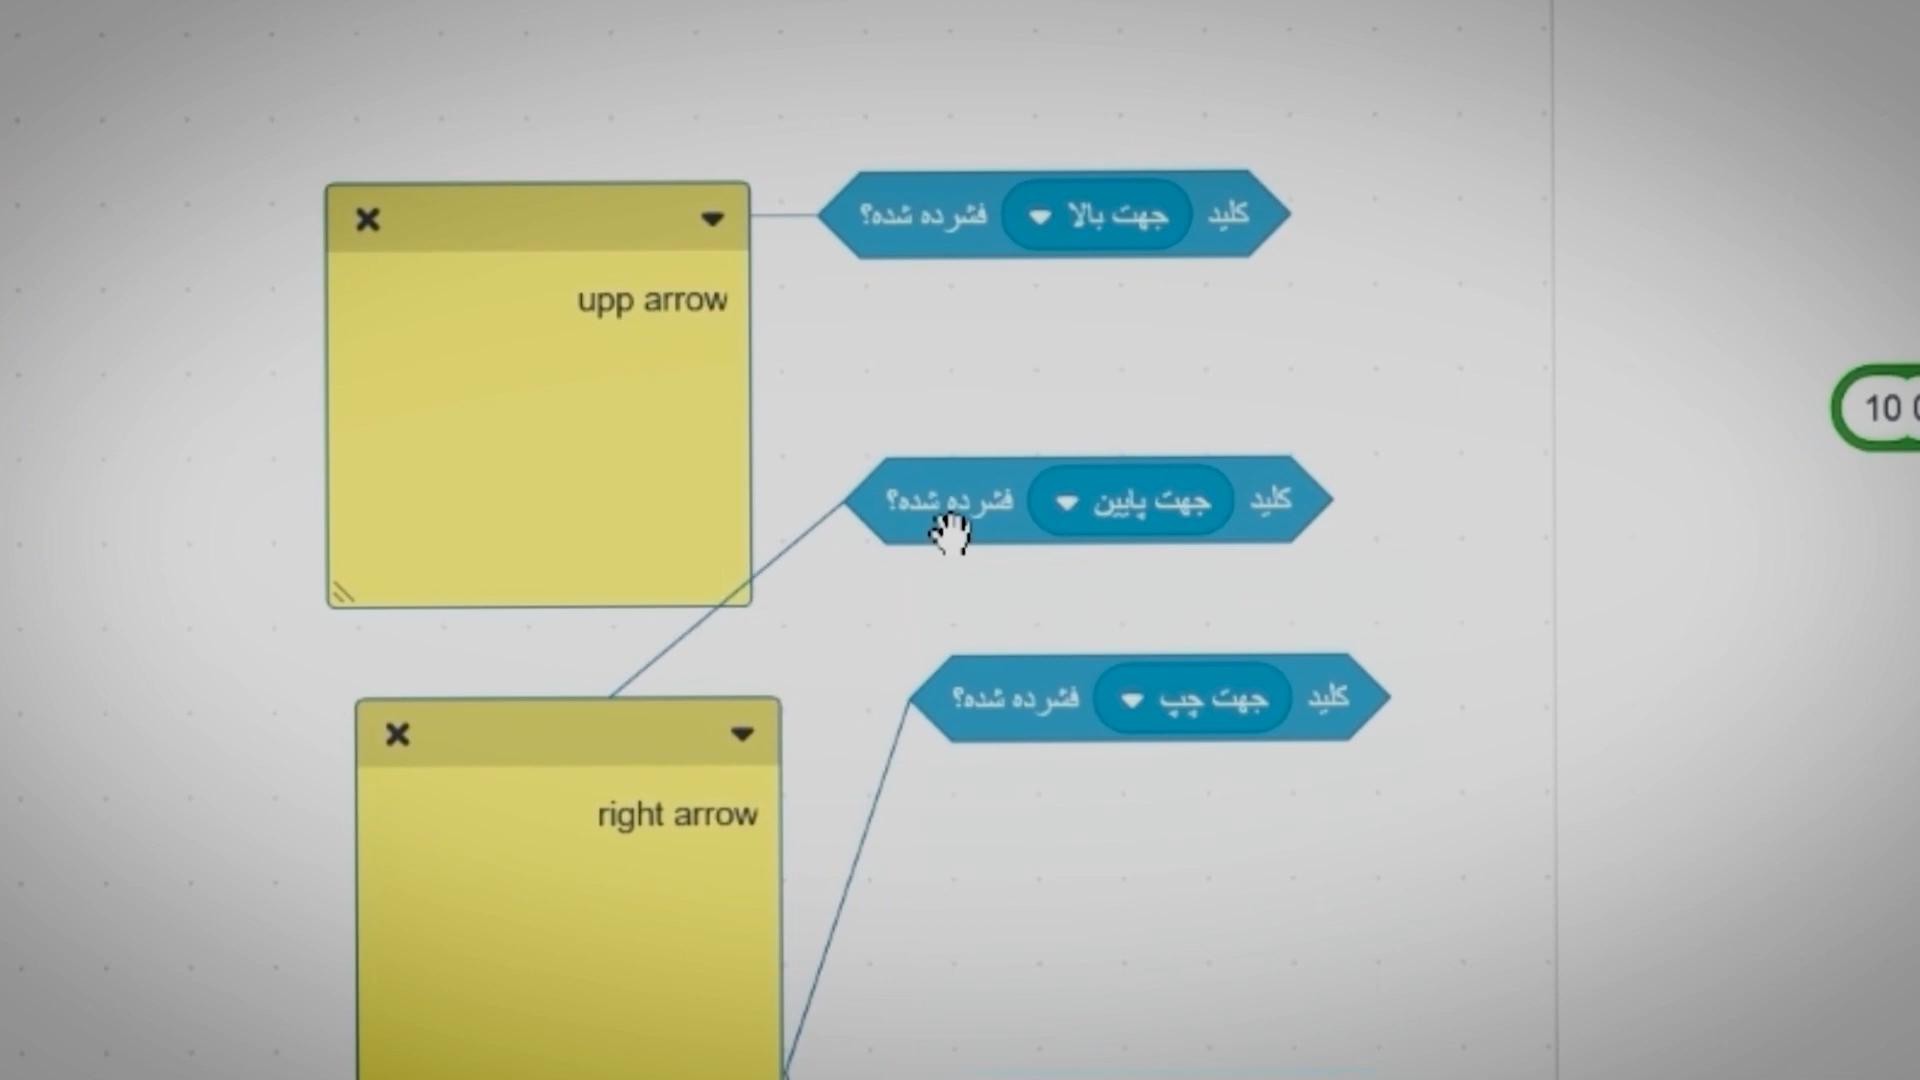 upp arrow
کلید جهت بالا فشرده شده؟
کلید جهت پایین فشرده شده؟
کلید جهت چپ فشرده شده؟
right arrow
10